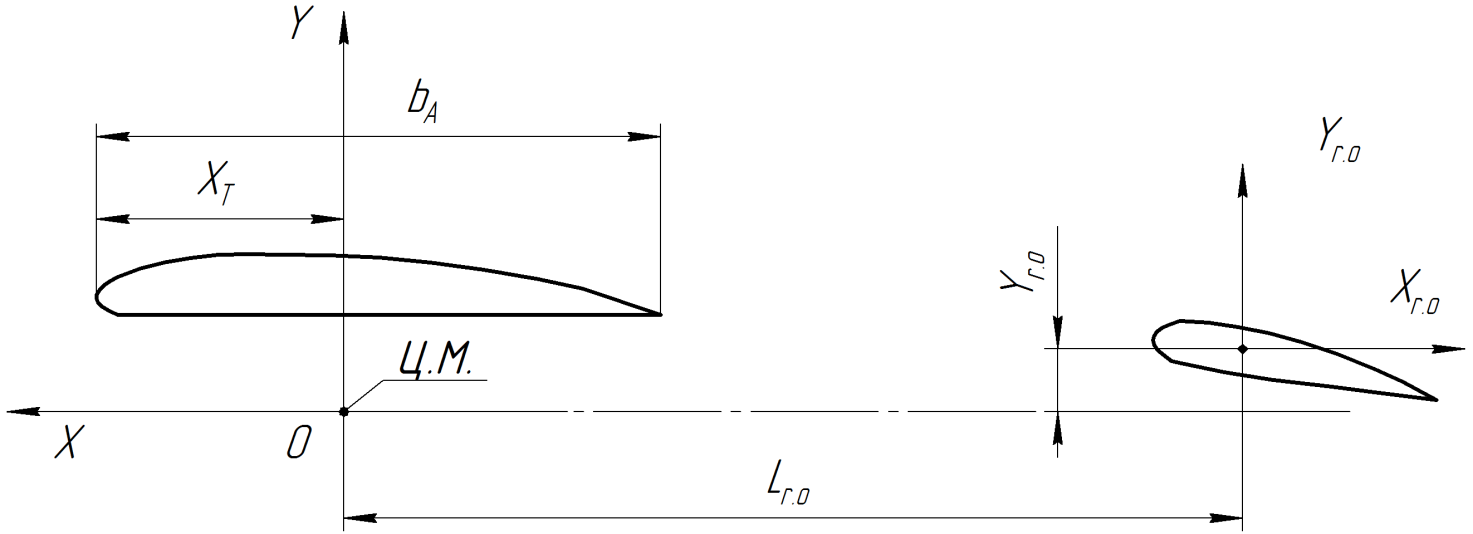 Y
b_A
X_T
Y_г.о
Y_г.о
X_г.о
Ц.М.
X
O
L_г.о